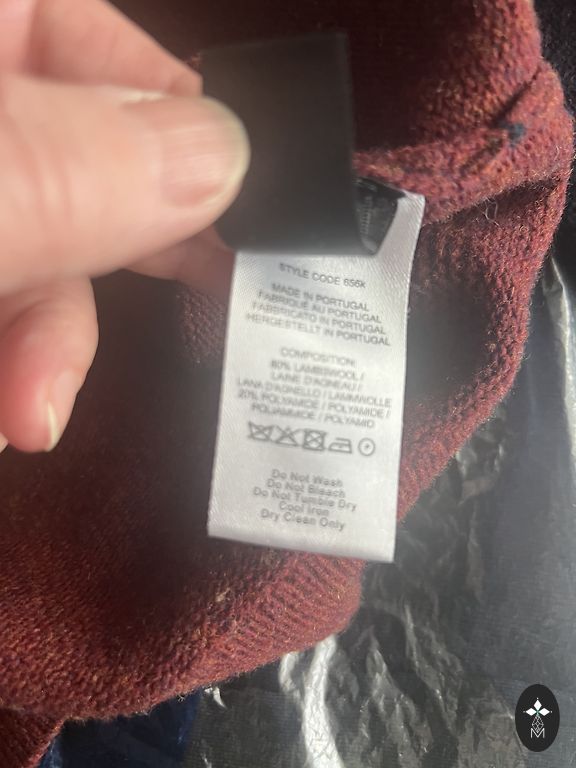 STYLE CODE 656k
MADE IN PORTUGAL
FABRIQUÉ AU PORTUGAL
FABBRICATO IN PORTUGAL
HERGESTELLT IN PORTUGAL
COMPOSITION:
80% LAMBSWOOL /
LAINE D'AGNEAU /
LANA D'AGNELLO / LAMMWOLLE
20% POLYAMIDE / POLYAMIDE /
POLIAMMIDE / POLYAMID
Do Not Wash
Do Not Bleach
Do Not Tumble Dry
Cool Iron
Dry Clean Only
M